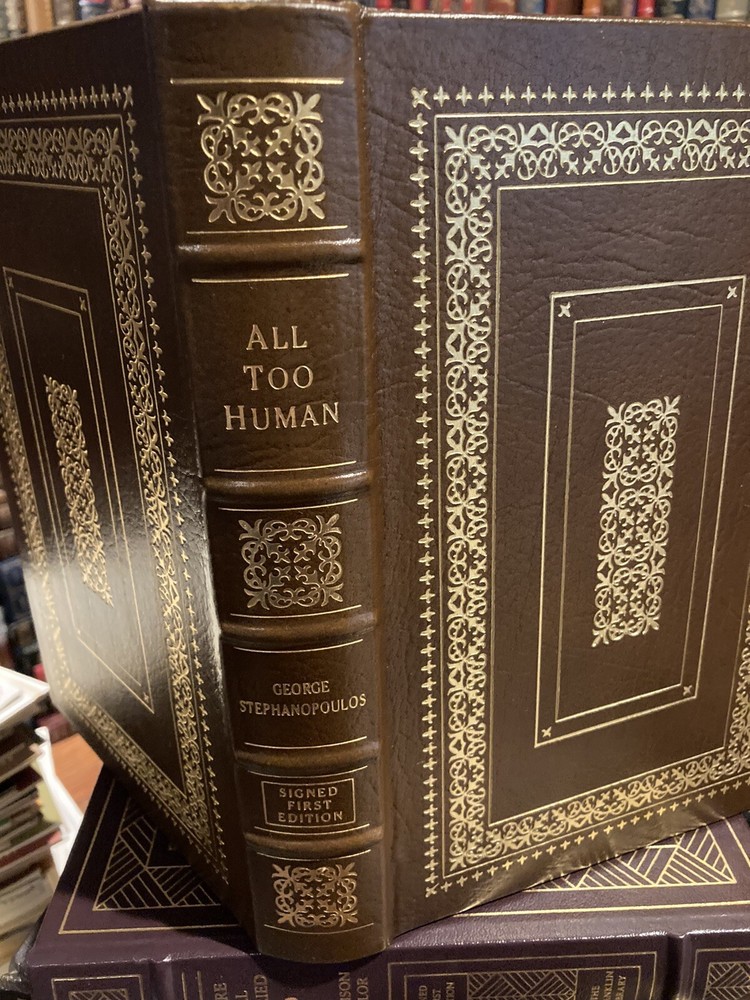 ALL
TOO
HUMAN
GEORGE
STEPHANOPOULOS
SIGNED
FIRST
EDITION